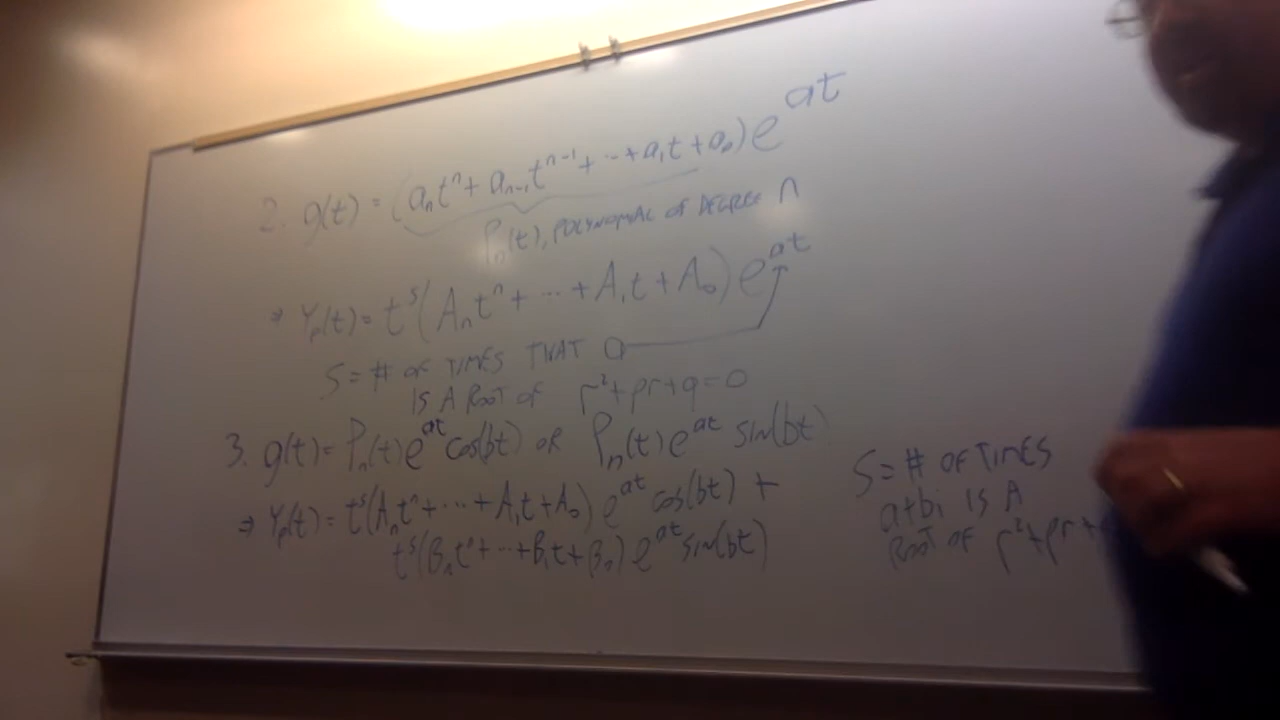 2. g(t) = (aₙtⁿ + aₙ₋₁tⁿ⁻¹ + ··· + a₁t + a₀)e^at
Pₙ(t), POLYNOMIAL OF DEGREE n
⇒ Yₚ(t) = t^s(Aₙtⁿ + ··· + A₁t + A₀)e^at
S = # OF TIMES THAT a
IS A ROOT OF r² + pr + q = 0
3. g(t) = Pₙ(t)e^at cos(bt) OR Pₙ(t)e^at sin(bt)
⇒ Yₚ(t) = t^s(Aₙtⁿ + ··· + A₁t + A₀)e^at cos(bt) +
t^s(Bₙtⁿ + ··· + B₁t + B₀)e^at sin(bt)
S = # OF TIMES
a+bi IS A
ROOT OF r² + pr +